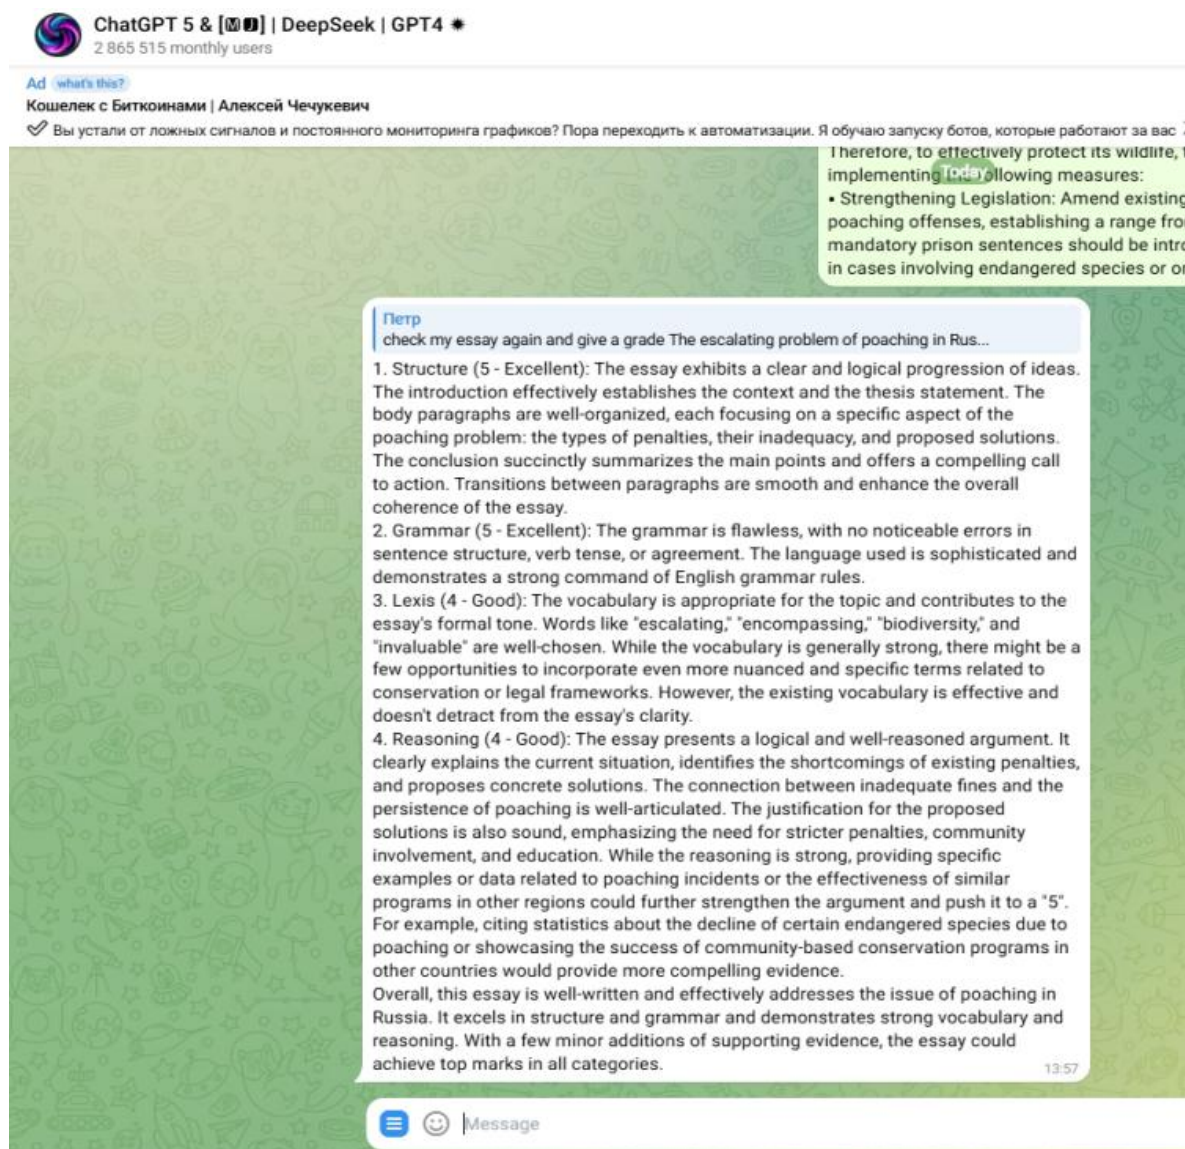 ChatGPT 5 & [🅼🅹] | DeepSeek | GPT4 ✷
2 865 515 monthly users
Ad what's this?
Кошелек с Биткоинами | Алексей Чечукевич
✅ Вы устали от ложных сигналов и постоянного мониторинга графиков? Пора переходить к автоматизации. Я обучаю запуску ботов, которые работают за вас
Therefore, to effectively protect its wildlife,
implementing following measures:
Today
• Strengthening Legislation: Amend existing
poaching offenses, establishing a range
mandatory prison sentences should be
in cases involving endangered species or
Петр
check my essay again and give a grade The escalating problem of poaching in Rus...
1. Structure (5 - Excellent): The essay exhibits a clear and logical progression of ideas.
The introduction effectively establishes the context and the thesis statement. The
body paragraphs are well-organized, each focusing on a specific aspect of the
poaching problem: the types of penalties, their inadequacy, and proposed solutions.
The conclusion succinctly summarizes the main points and offers a compelling call
to action. Transitions between paragraphs are smooth and enhance the overall
coherence of the essay.
2. Grammar (5 - Excellent): The grammar is flawless, with no noticeable errors in
sentence structure, verb tense, or agreement. The language used is sophisticated and
demonstrates a strong command of English grammar rules.
3. Lexis (4 - Good): The vocabulary is appropriate for the topic and contributes to the
essay's formal tone. Words like "escalating," "encompassing," "biodiversity," and
"invaluable" are well-chosen. While the vocabulary is generally strong, there might be a
few opportunities to incorporate even more nuanced and specific terms related to
conservation or legal frameworks. However, the existing vocabulary is effective and
doesn't detract from the essay's clarity.
4. Reasoning (4 - Good): The essay presents a logical and well-reasoned argument. It
clearly explains the current situation, identifies the shortcomings of existing penalties,
and proposes concrete solutions. The connection between inadequate fines and the
persistence of poaching is well-articulated. The justification for the proposed
solutions is also sound, emphasizing the need for stricter penalties, community
involvement, and education. While the reasoning is strong, providing specific
examples or data related to poaching incidents or the effectiveness of similar
programs in other regions could further strengthen the argument and push it to a "5".
For example, citing statistics about the decline of certain endangered species due to
poaching or showcasing the success of community-based conservation programs in
other countries would provide more compelling evidence.
Overall, this essay is well-written and effectively addresses the issue of poaching in
Russia. It excels in structure and grammar and demonstrates strong vocabulary and
reasoning. With a few minor additions of supporting evidence, the essay could
achieve top marks in all categories.
13:57
Message